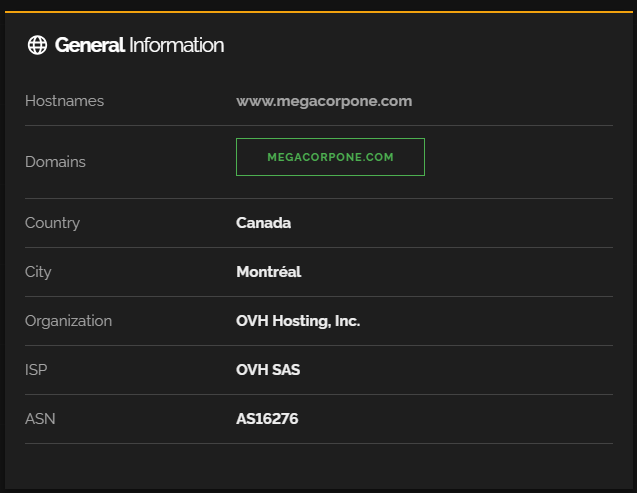 General Information
Hostnames www.megacorpone.com
Domains MEGACORPONE.COM
Country Canada
City Montréal
Organization OVH Hosting, Inc.
ISP OVH SAS
ASN AS16276